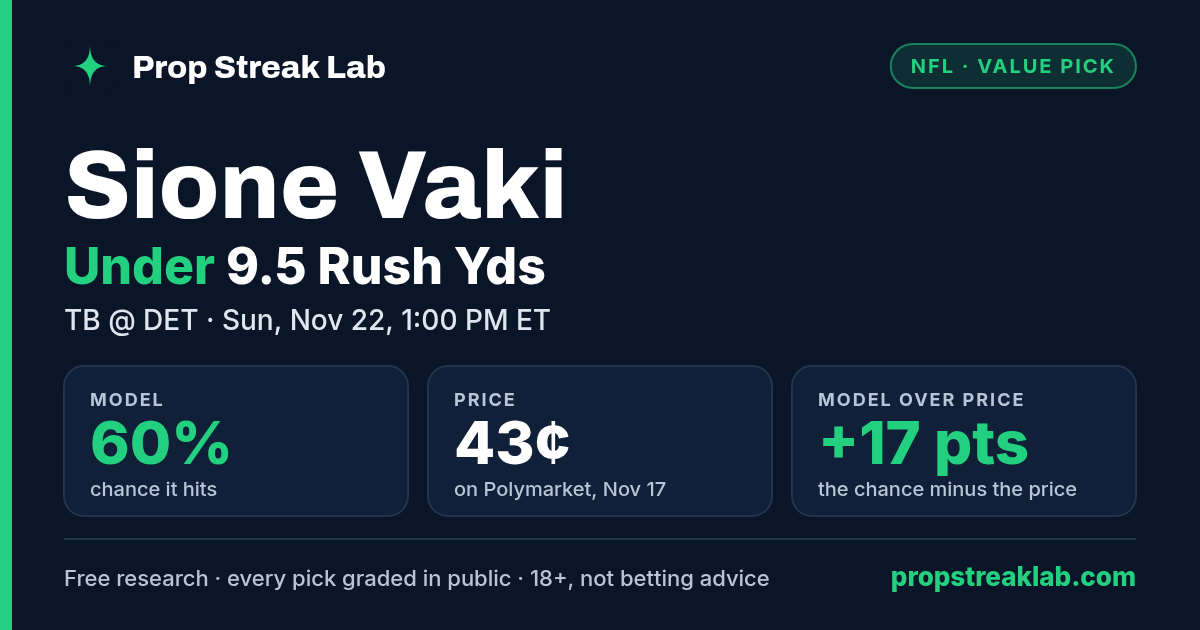 Prop Streak Lab
NFL · VALUE PICK
Sione Vaki
Under 9.5 Rush Yds
TB @ DET · Sun, Nov 22, 1:00 PM ET
MODEL
60%
chance it hits
PRICE
43¢
on Polymarket, Nov 17
MODEL OVER PRICE
+17 pts
the chance minus the price
Free research · every pick graded in public · 18+, not betting advice
propstreaklab.com